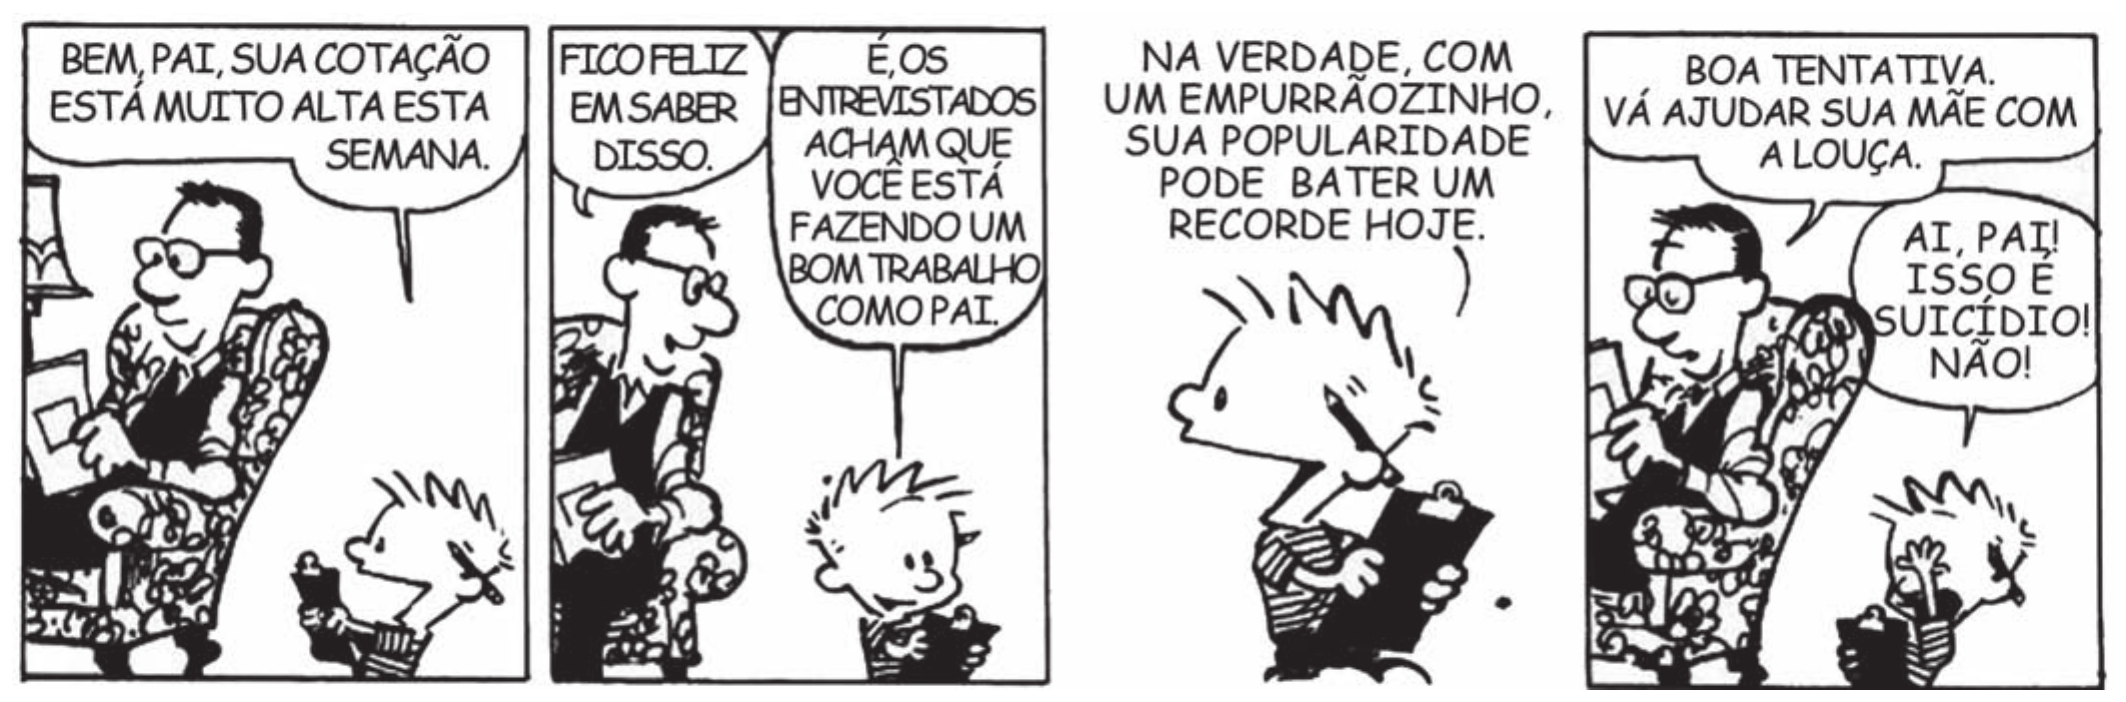 BEM, PAI, SUA COTAÇÃO
ESTÁ MUITO ALTA ESTA
SEMANA.
FICO FELIZ
EM SABER
DISSO.
É, OS
ENTREVISTADOS
ACHAM QUE
VOCÊ ESTÁ
FAZENDO UM
BOM TRABALHO
COMO PAI.
NA VERDADE, COM
UM EMPURRÃOZINHO,
SUA POPULARIDADE
PODE BATER UM
RECORDE HOJE.
BOA TENTATIVA.
VÁ AJUDAR SUA MÃE COM
A LOUÇA.
AI, PAI!
ISSO É
SUICÍDIO!
NÃO!